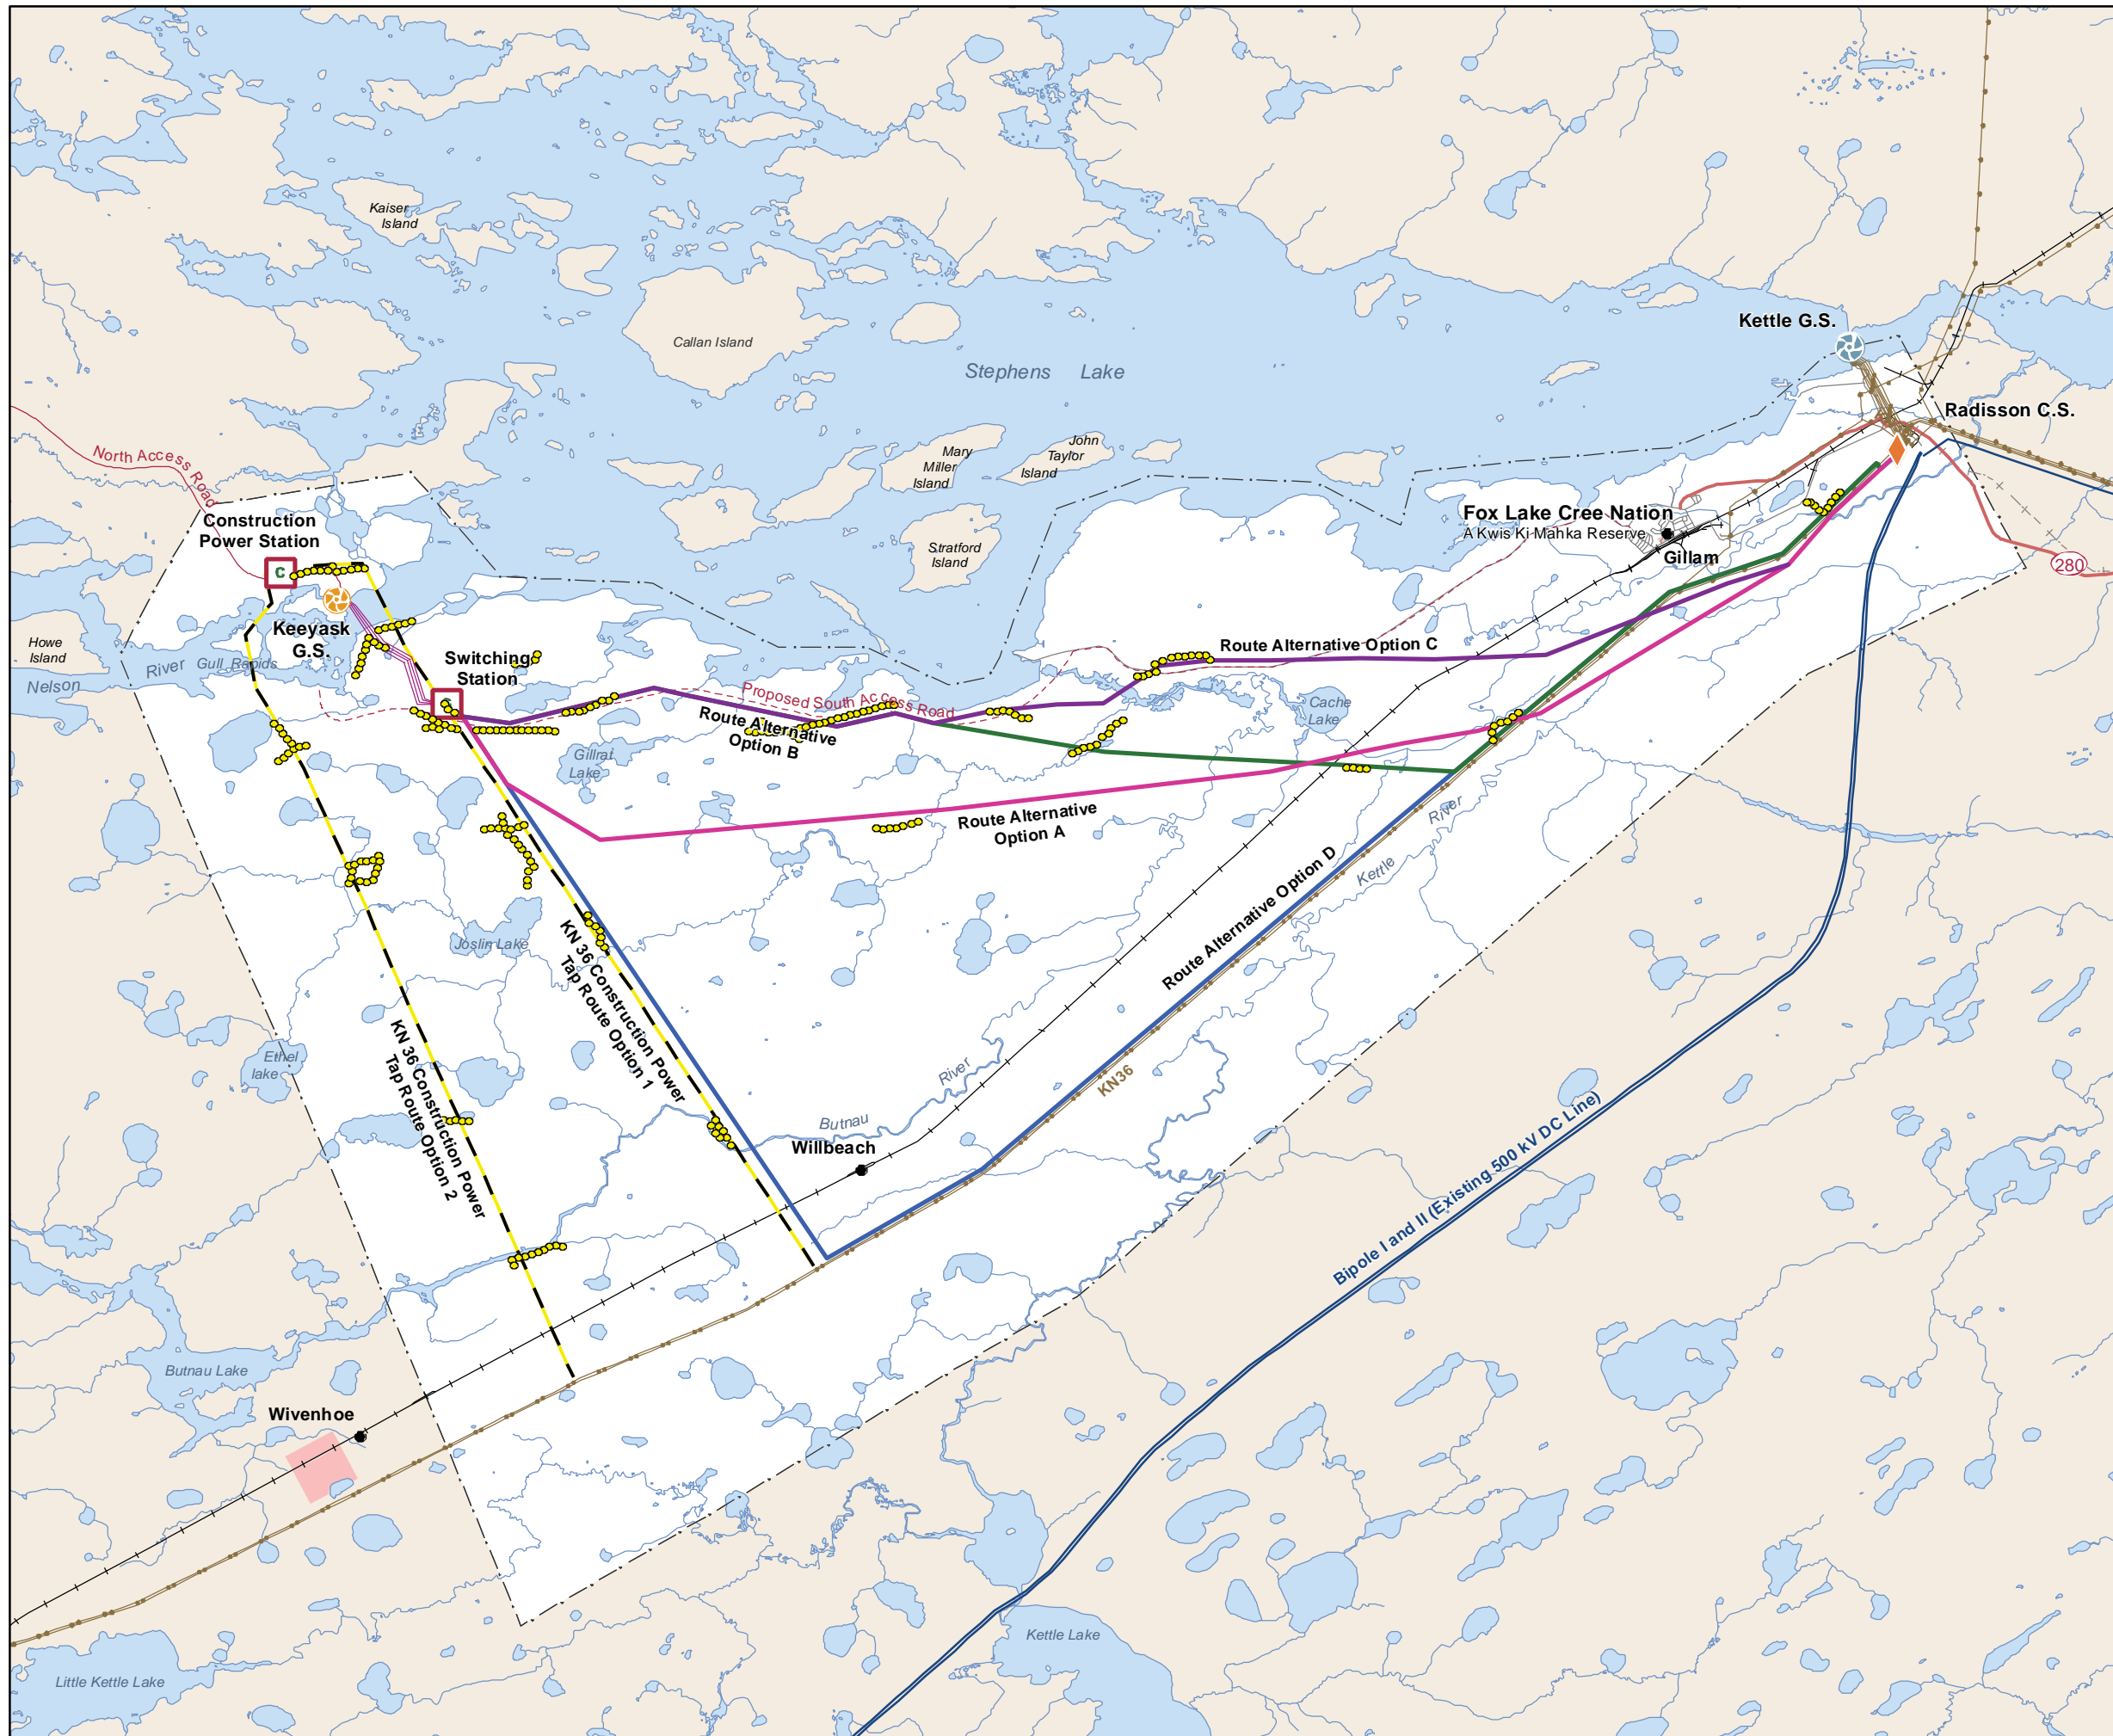 Kaiser
Island
Callan Island
Stephens Lake
Kettle G.S.
Radisson C.S.
Mary
Miller
Island
John
Taylor
Island
Stratford
Island
North Access Road
Construction
Power Station
C
Fox Lake Cree Nation
A Kwis Ki Mahka Reserve
Gillam
280
Keeyask
G.S.
Howe
Island
Nelson
River
Gull Rapids
Switching
Station
Route Alternative Option C
Proposed South Access Road
Route Alternative
Option B
Cache
Lake
Gillrat
Lake
Route Alternative
Option A
River
Kettle
Route Alternative Option D
Joslin Lake
KN 36 Construction Power
Tap Route Option 1
KN 36 Construction Power
Tap Route Option 2
Ethel
lake
River
Butnau
KN36
Willbeach
Bipole I and II (Existing 500 kV DC Line)
Butnau Lake
Wivenhoe
Kettle Lake
Little Kettle Lake